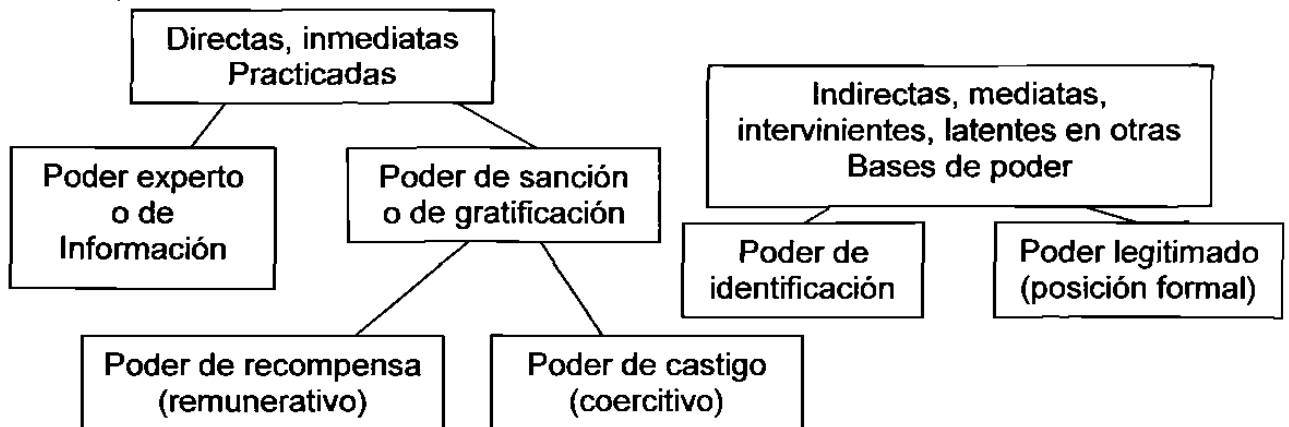 Directas, inmediatas
Practicadas
Indirectas, mediatas,
intervinientes, latentes en otras
Bases de poder
Poder experto
o de
Información
Poder de sanción
o de gratificación
Poder de
identificación
Poder legitimado
(posición formal)
Poder de recompensa
(remunerativo)
Poder de castigo
(coercitivo)